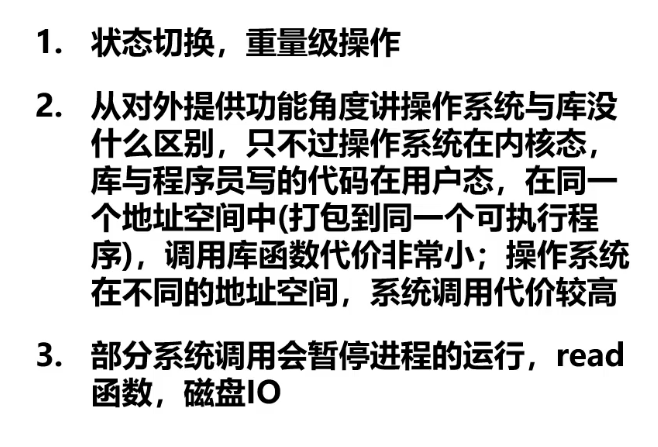 1. 状态切换，重量级操作
2. 从对外提供功能角度讲操作系统与库没
什么区别，只不过操作系统在内核态，
库与程序员写的代码在用户态，在同一
个地址空间中(打包到同一个可执行程
序)，调用库函数代价非常小；操作系统
在不同的地址空间，系统调用代价较高
3. 部分系统调用会暂停进程的运行，read
函数，磁盘IO